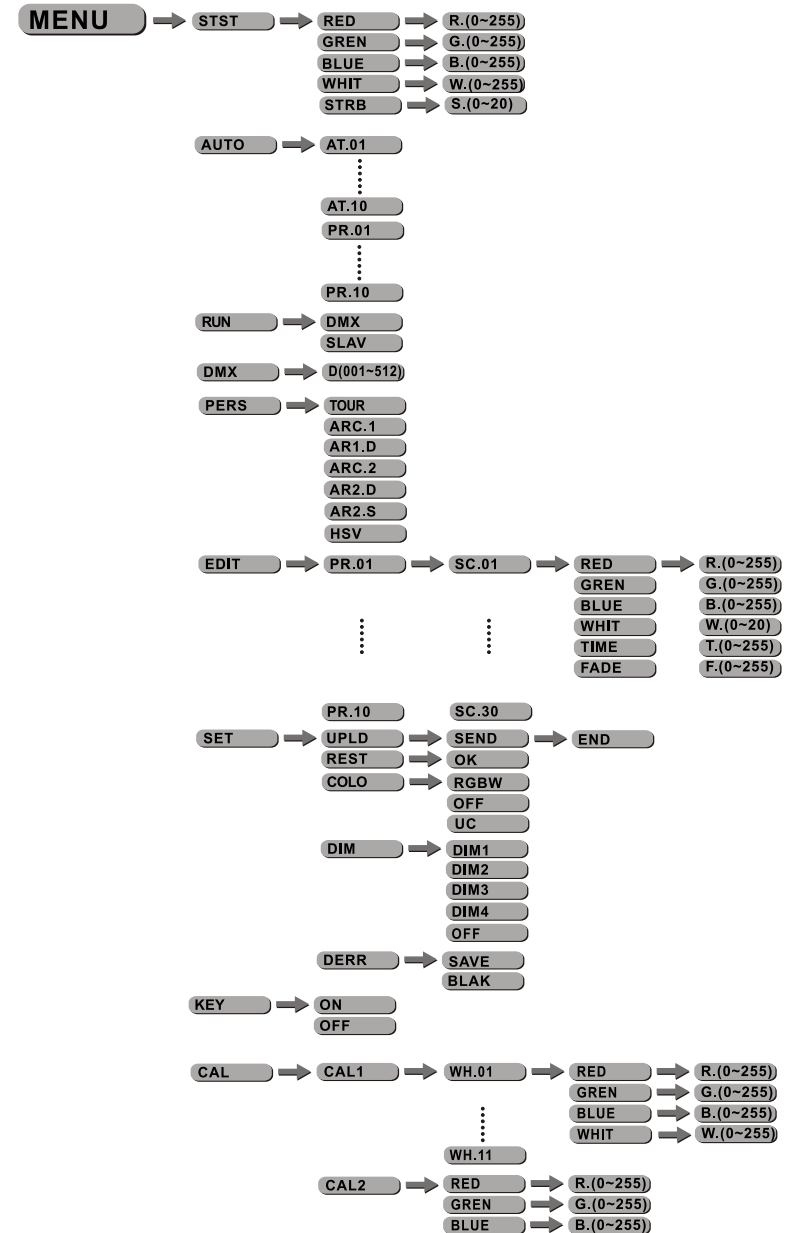 MENU STST RED R.(0~255)
GREN G.(0~255)
BLUE B.(0~255)
WHIT W.(0~255)
STRB S.(0~20)
AUTO AT.01
AT.10
PR.01
PR.10
RUN DMX
SLAV
DMX D(001~512)
PERS TOUR
ARC.1
AR1.D
ARC.2
AR2.D
AR2.S
HSV
EDIT PR.01 SC.01 RED R.(0~255)
GREN G.(0~255)
BLUE B.(0~255)
WHIT W.(0~20)
TIME T.(0~255)
FADE F.(0~255)
PR.10 SC.30
SET UPLD SEND END
REST OK
COLO RGBW
OFF
UC
DIM DIM1
DIM2
DIM3
DIM4
OFF
DERR SAVE
BLAK
KEY ON
OFF
CAL CAL1 WH.01 RED R.(0~255)
GREN G.(0~255)
BLUE B.(0~255)
WHIT W.(0~255)
WH.11
CAL2 RED R.(0~255)
GREN G.(0~255)
BLUE B.(0~255)